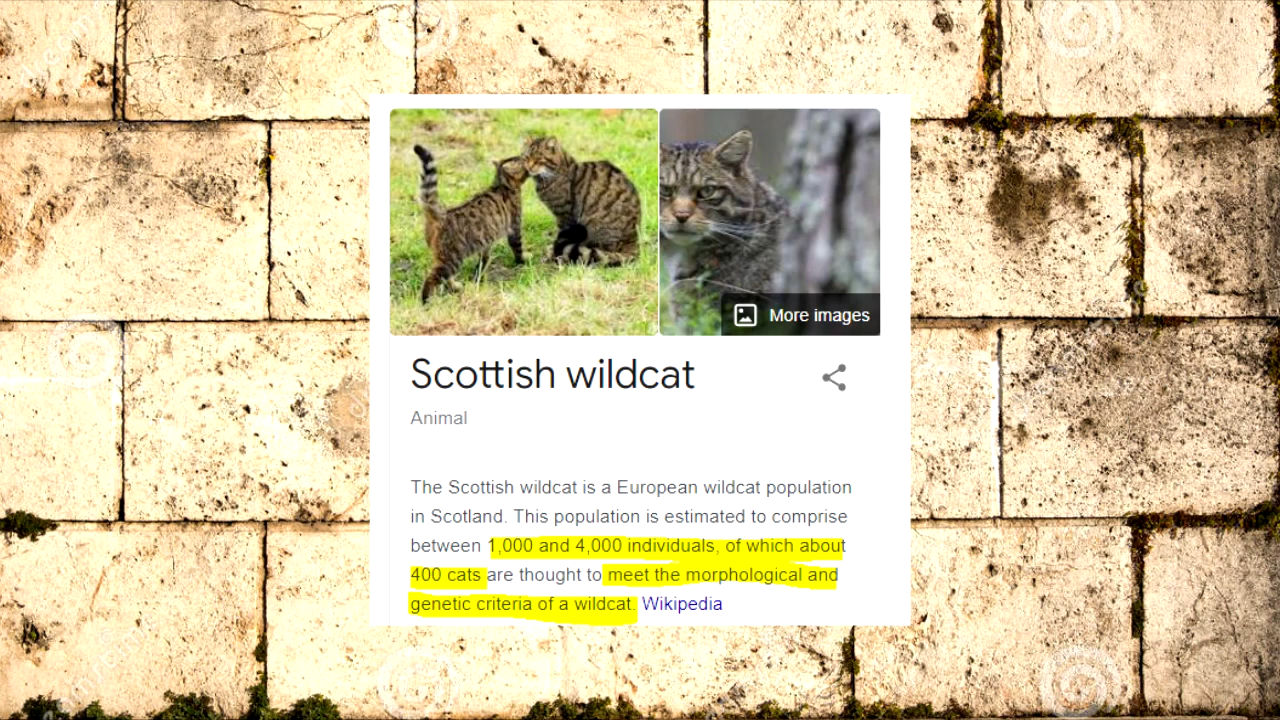 More images
Scottish wildcat
Animal
The Scottish wildcat is a European wildcat population
in Scotland. This population is estimated to comprise
between 1,000 and 4,000 individuals, of which about
400 cats are thought to meet the morphological and
genetic criteria of a wildcat. Wikipedia